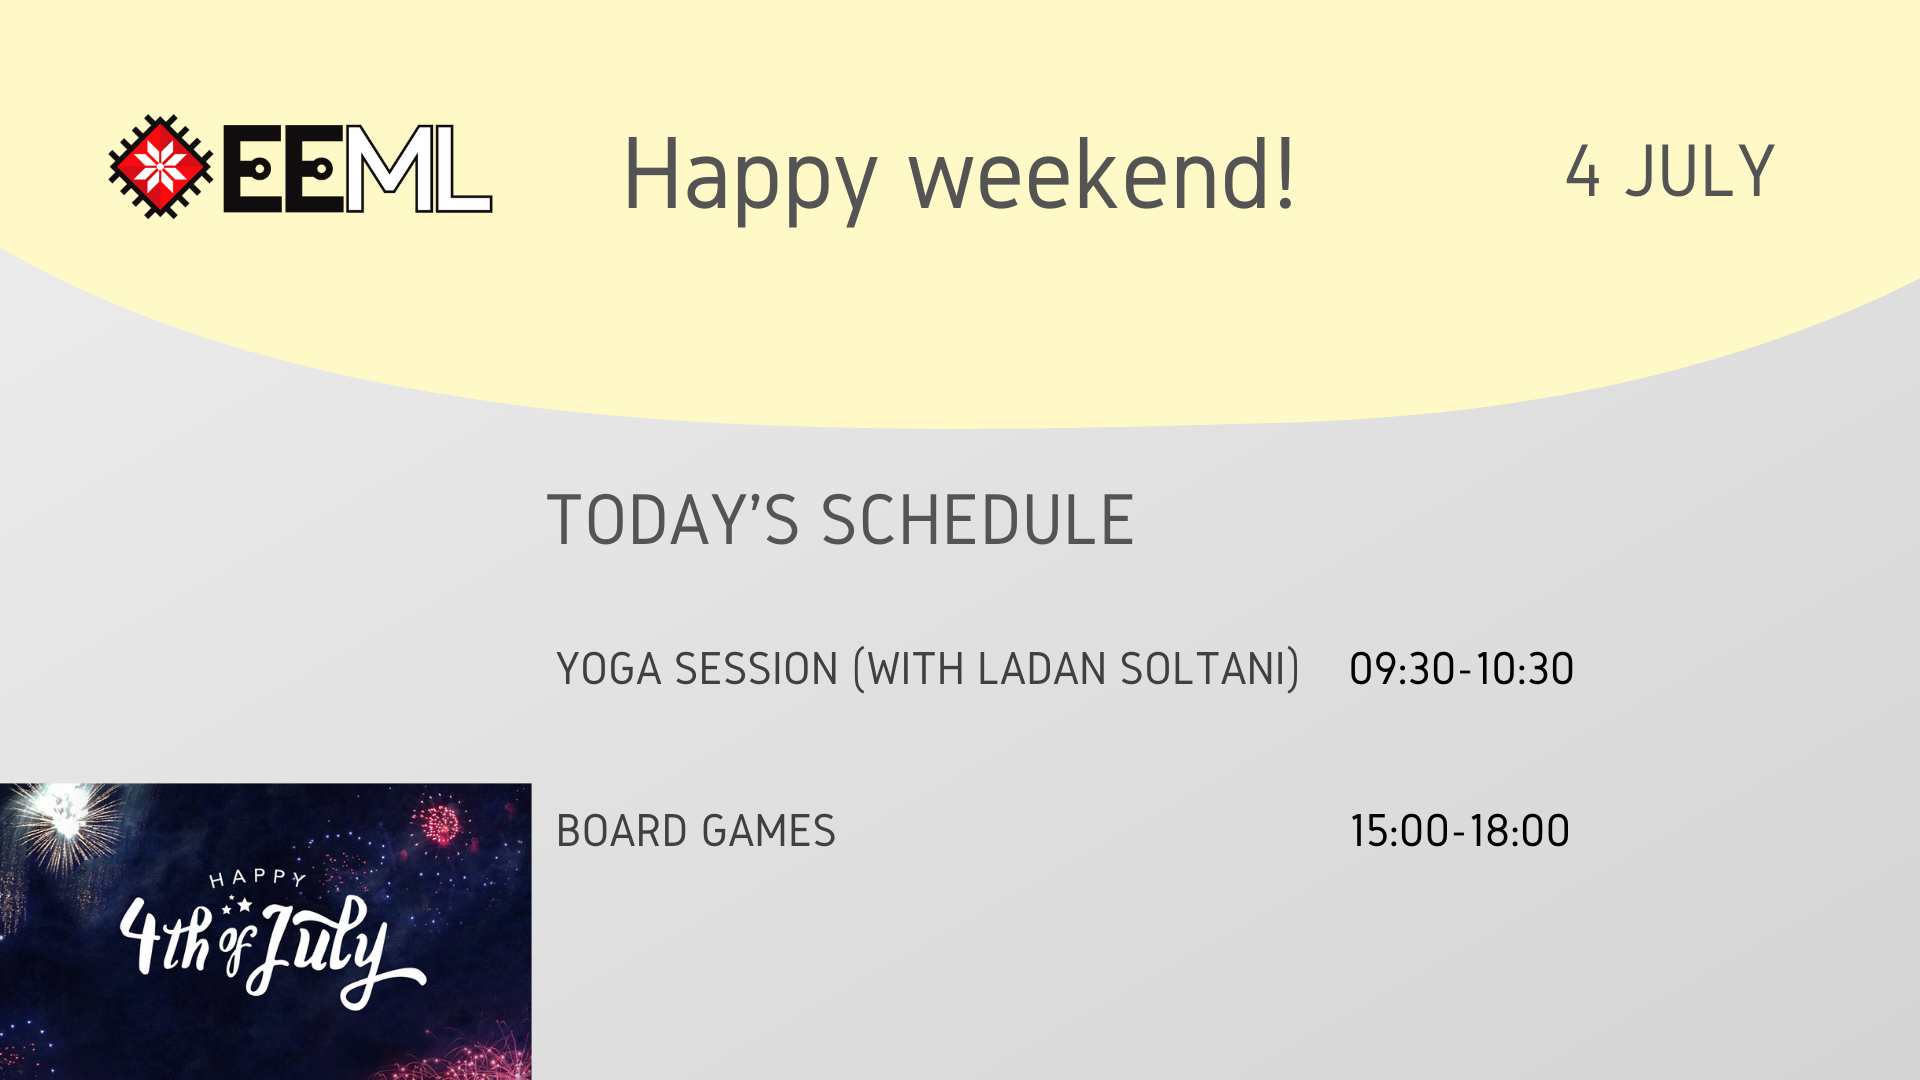 EEML
Happy weekend!
4 JULY
TODAY’S SCHEDULE
YOGA SESSION (WITH LADAN SOLTANI) 09:30-10:30
BOARD GAMES 15:00-18:00
HAPPY
4th of July